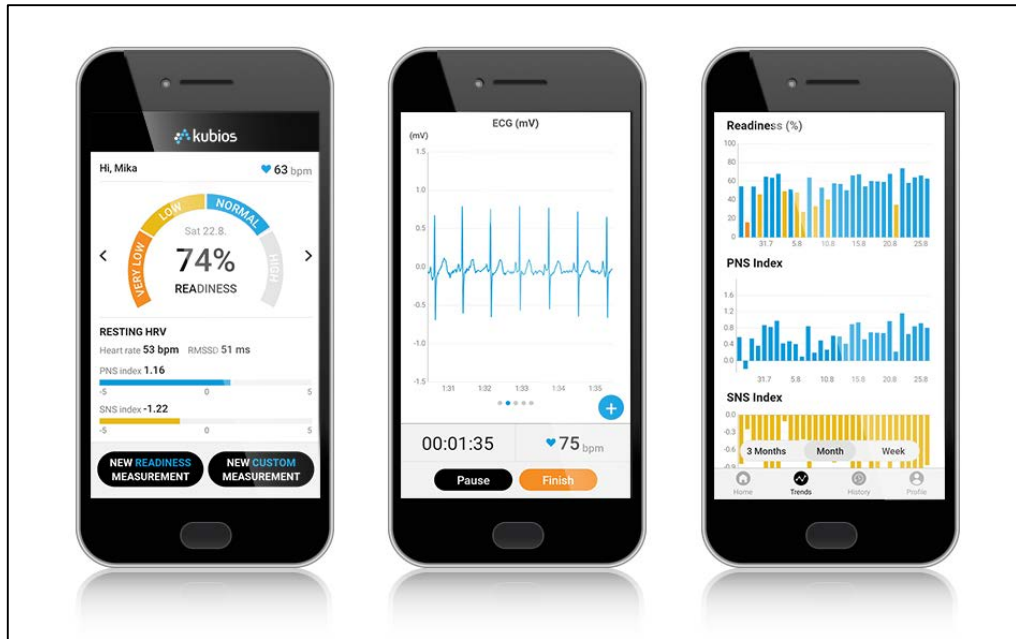 kubios
Hi, Mika
63 bpm
VERY LOW
LOW
NORMAL
HIGH
Sat 22.8.
74%
READINESS
RESTING HRV
Heart rate 53 bpm RMSSD 51 ms
PNS index 1.16
-5 0 5
SNS index -1.22
-5 0 5
NEW READINESS
MEASUREMENT
NEW CUSTOM
MEASUREMENT
ECG (mV)
(mV)
1.5
1.0
0.5
0.0
-0.5
-1.0
-1.5
1:31 1:32 1:33 1:34 1:35
+
00:01:35
75 bpm
Pause
Finish
Readiness (%)
100
80
60
40
20
0
31.7 5.8 10.8 15.8 20.8 25.8
PNS Index
1.6
1.2
0.8
0.4
0.0
31.7 5.8 10.8 15.8 20.8 25.8
SNS Index
0.0
-0.3
-0.6
-0.9
3 Months Month Week
Home Trends History Profile